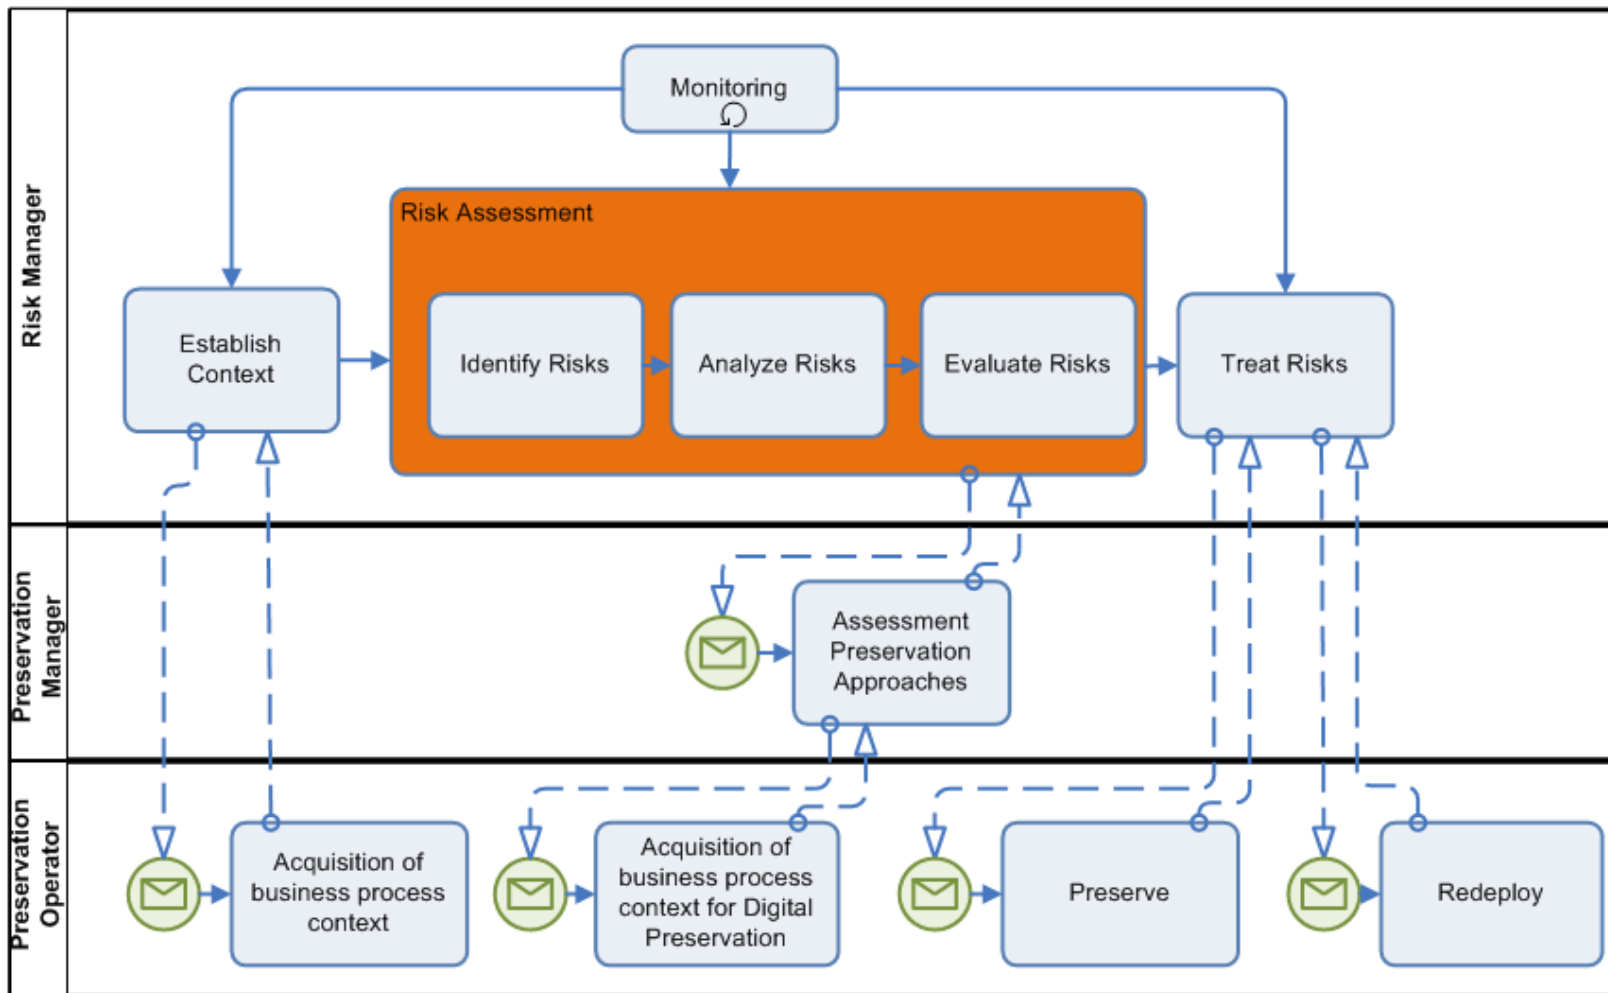 Risk Manager
Monitoring
Risk Assessment
Establish
Context
Identify Risks
Analyze Risks
Evaluate Risks
Treat Risks
Preservation
Manager
Assessment
Preservation
Approaches
Preservation
Operator
Acquisition of
business process
context
Acquisition of
business process
context for Digital
Preservation
Preserve
Redeploy